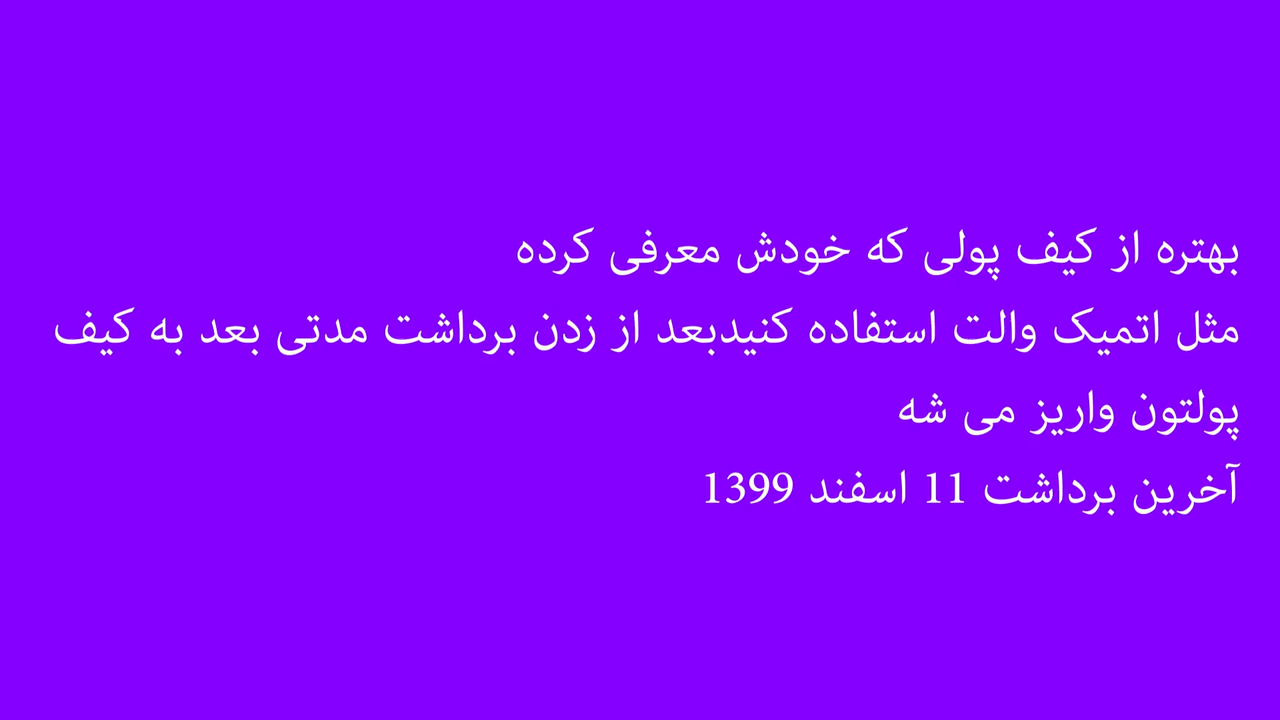 بهتره از کیف پولی که خودش معرفی کرده
مثل اتمیک والت استفاده کنیدبعد از زدن برداشت مدتی بعد به کیف
پولتون واریز می شه
آخرین برداشت 11 اسفند 1399